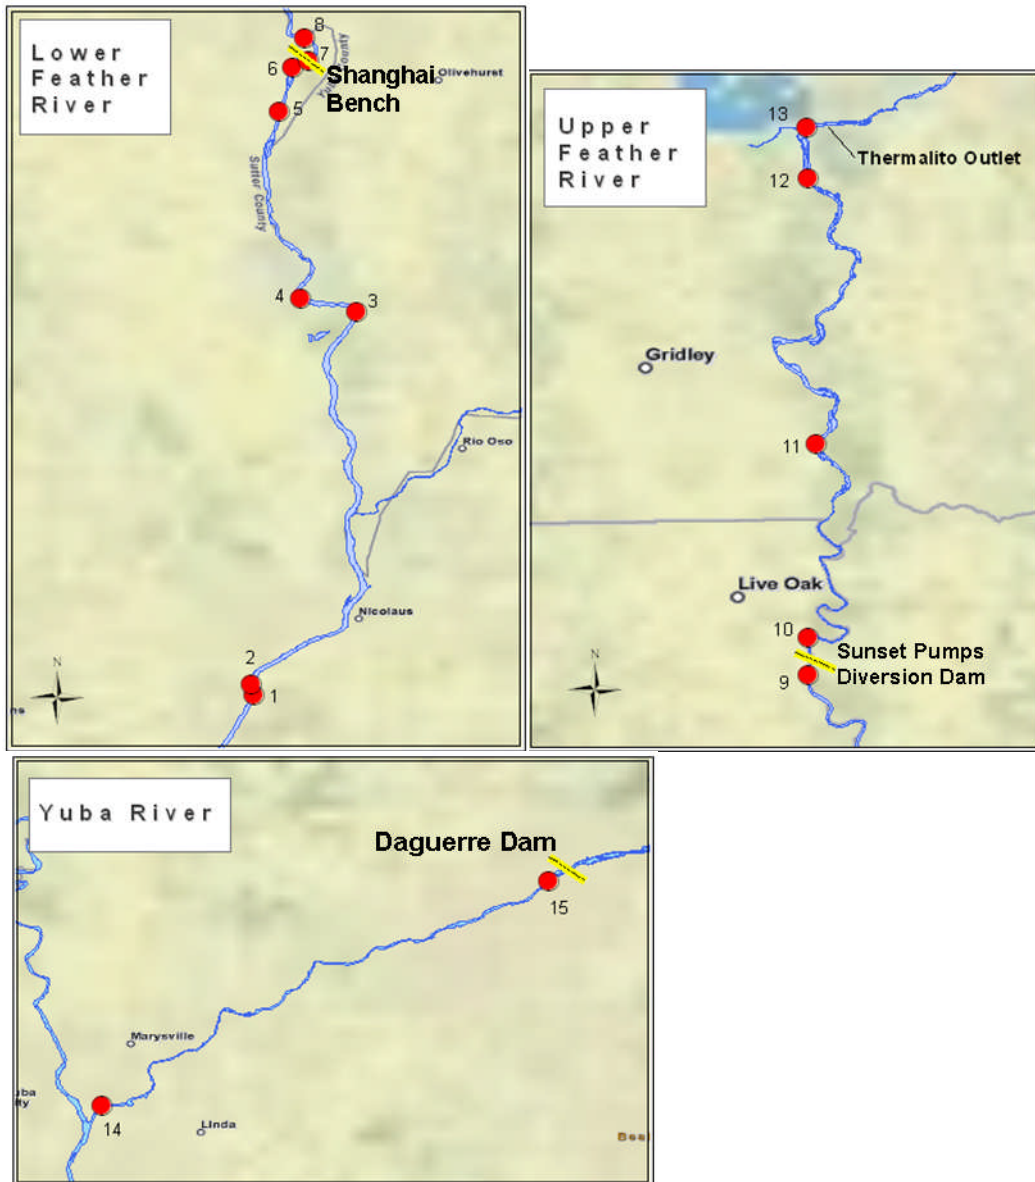 Lower
Feather
River
8
7
6
Shanghai
Bench
Olivehurst
5
Sutter County
4
3
Rio Oso
Nicolaus
2
1
N
Upper
Feather
River
13
Thermalito Outlet
12
Gridley
11
Live Oak
10
Sunset Pumps
Diversion Dam
9
N
Yuba River
Daguerre Dam
15
Marysville
14
Linda